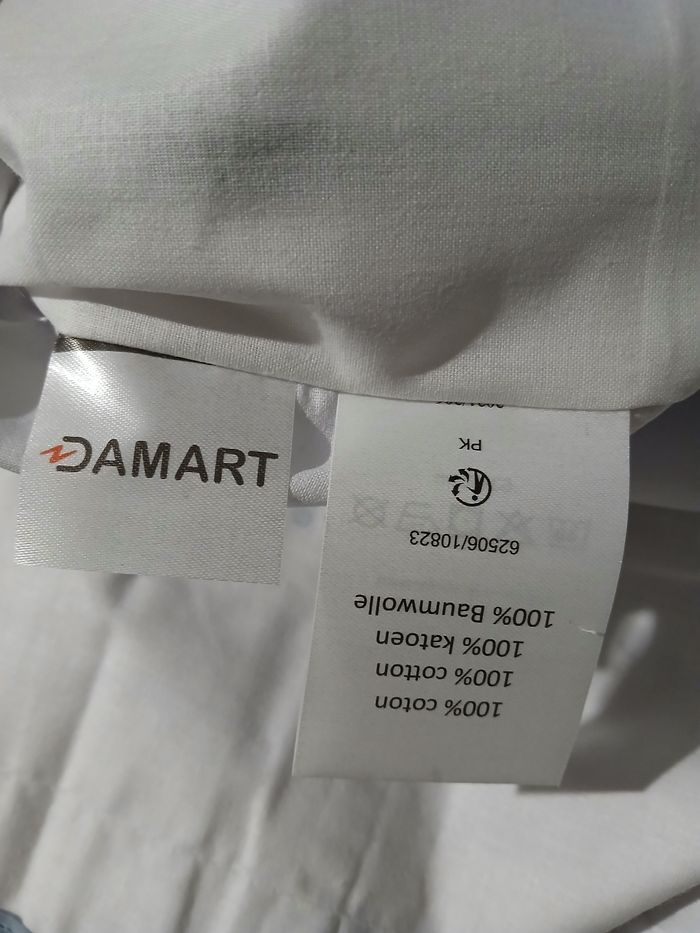 DAMART
100% coton
100% cotton
100% katoen
100% Baumwolle
62506/10823
PK